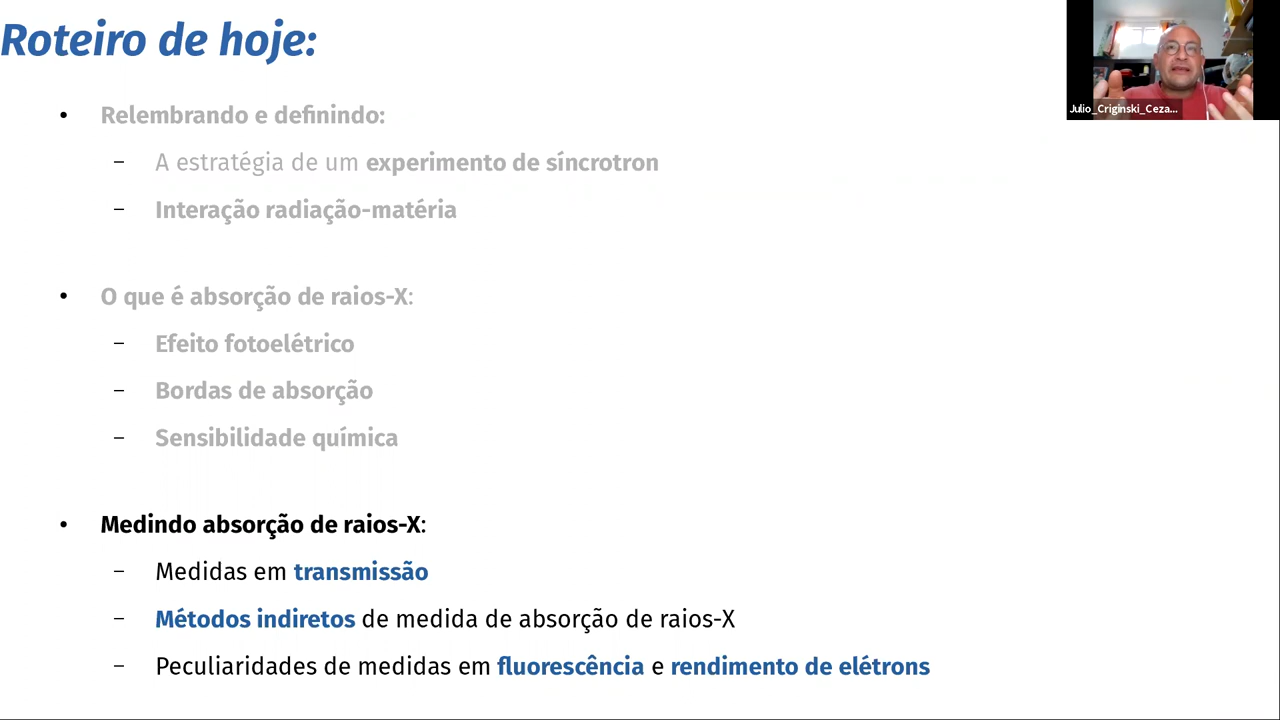 Roteiro de hoje:
Julio_Criginski_Ceza...
• Relembrando e definindo:
– A estratégia de um experimento de síncrotron
– Interação radiação-matéria
• O que é absorção de raios-X:
– Efeito fotoelétrico
– Bordas de absorção
– Sensibilidade química
• Medindo absorção de raios-X:
– Medidas em transmissão
– Métodos indiretos de medida de absorção de raios-X
– Peculiaridades de medidas em fluorescência e rendimento de elétrons